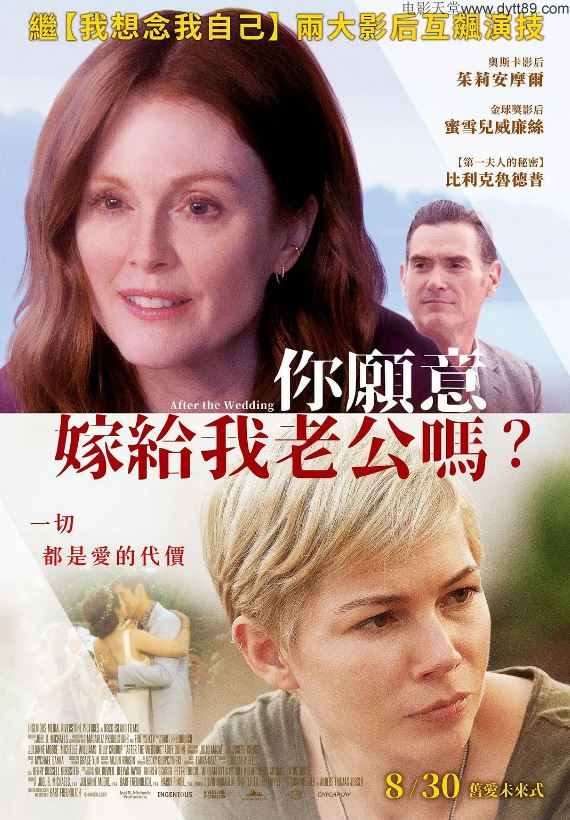 电影天堂www.dytt89.com
繼【我想念我自己】兩大影后互飆演技
奧斯卡影后
茱莉安摩爾
金球獎影后
蜜雪兒威廉絲
【第一夫人的秘密】
比利克魯德普
After the Wedding
你願意
嫁給我老公嗎？
一切
都是愛的代價
INGENIOUS
8/30 舊愛未來式